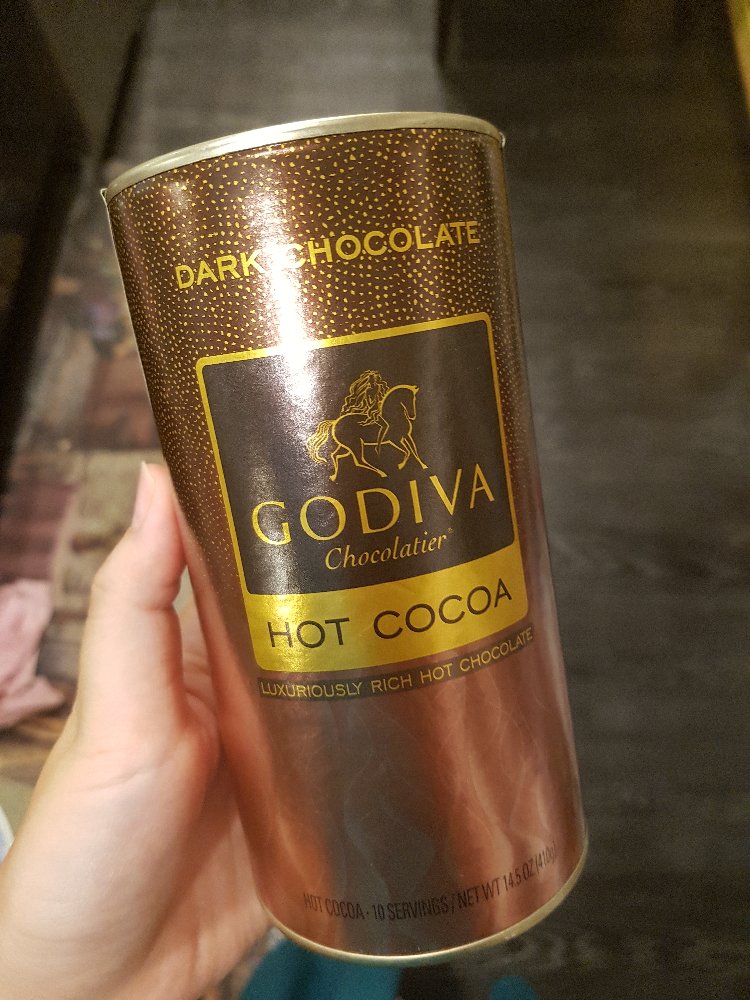 DARK CHOCOLATE
GODIVA
Chocolatier®
HOT COCOA
LUXURIOUSLY RICH HOT CHOCOLATE
HOT COCOA · 10 SERVINGS / NET WT 14.5 OZ (410g)